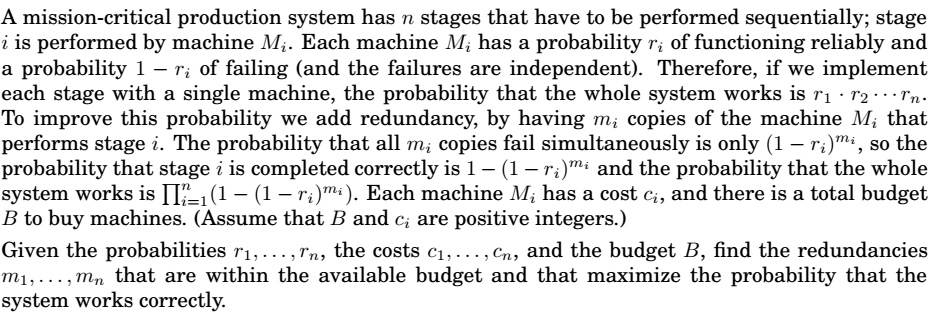 A mission-critical production system has n stages that have to be performed sequentially; stage
i is performed by machine M_i. Each machine M_i has a probability r_i of functioning reliably and
a probability 1 − r_i of failing (and the failures are independent). Therefore, if we implement
each stage with a single machine, the probability that the whole system works is r_1 · r_2 ··· r_n.
To improve this probability we add redundancy, by having m_i copies of the machine M_i that
performs stage i. The probability that all m_i copies fail simultaneously is only (1 − r_i)^{m_i}, so the
probability that stage i is completed correctly is 1 − (1 − r_i)^{m_i} and the probability that the whole
system works is ∏_{i=1}^{n}(1 − (1 − r_i)^{m_i}). Each machine M_i has a cost c_i, and there is a total budget
B to buy machines. (Assume that B and c_i are positive integers.)
Given the probabilities r_1, . . . , r_n, the costs c_1, . . . , c_n, and the budget B, find the redundancies
m_1, . . . , m_n that are within the available budget and that maximize the probability that the
system works correctly.